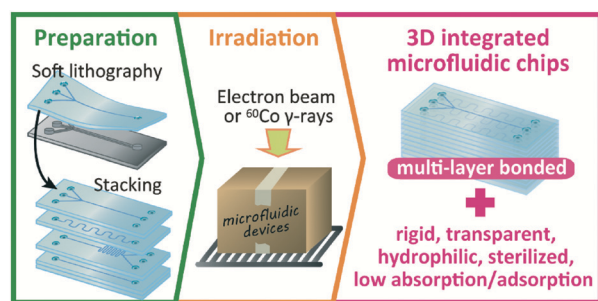 Preparation
Soft lithography
Stacking
Irradiation
Electron beam
or ⁶⁰Co γ-rays
microfluidic
devices
3D integrated
microfluidic chips
multi-layer bonded
+
rigid, transparent,
hydrophilic, sterilized,
low absorption/adsorption